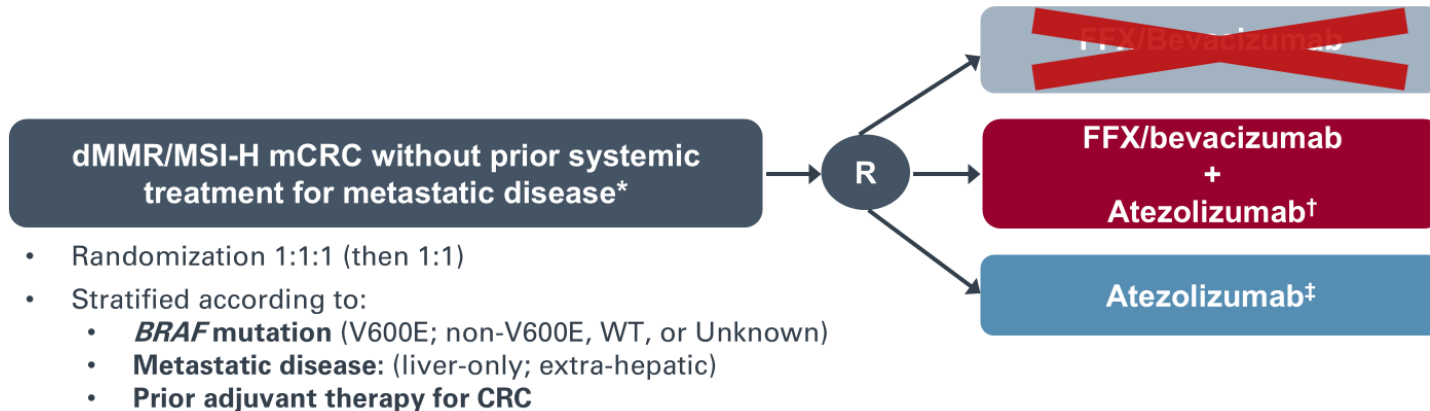 FFX/Bevacizumab
dMMR/MSI-H mCRC without prior systemic
treatment for metastatic disease*
R
FFX/bevacizumab
+
Atezolizumab†
Atezolizumab‡
• Randomization 1:1:1 (then 1:1)
• Stratified according to:
• BRAF mutation (V600E; non-V600E, WT, or Unknown)
• Metastatic disease: (liver-only; extra-hepatic)
• Prior adjuvant therapy for CRC